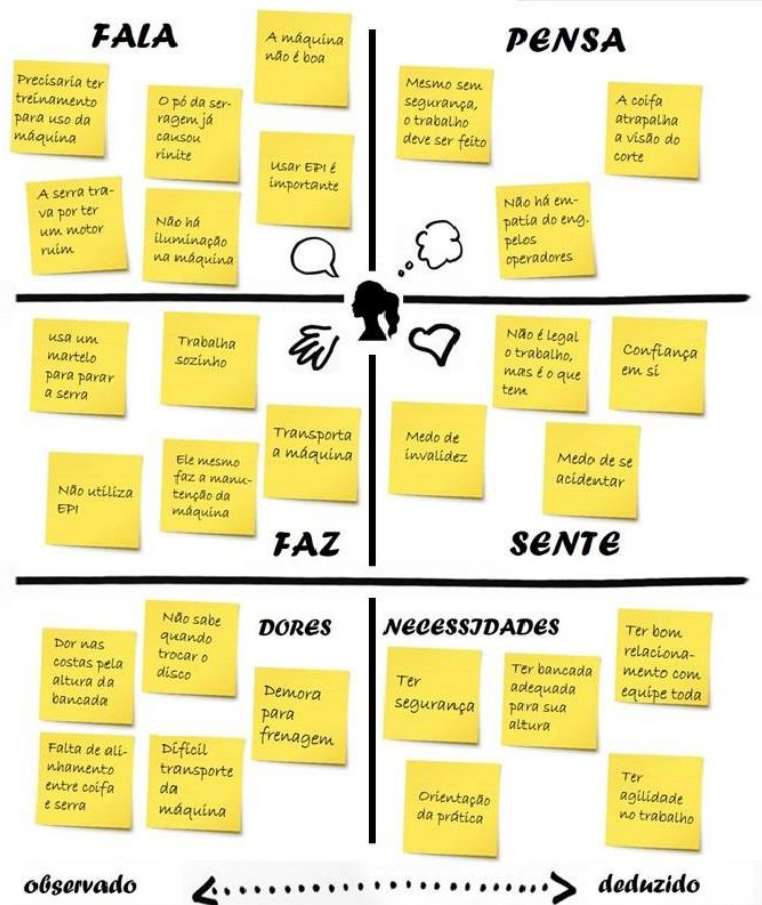 FALA
A máquina
não é boa
Precisaria ter
treinamento
para uso da
máquina
O pó da ser-
ragem já
causou
rinite
usar EPI é
importante
A serra tra-
va por ter
um motor
ruim
Não há
iluminação
na máquina
PENSA
Mesmo sem
segurança,
o trabalho
deve ser feito
A coifa
atrapalha
a visão do
corte
Não há em-
patia do eng.
pelos
operadores
usa um
martelo
para parar
a serra
Trabalha
sozinho
Transporta
a máquina
Não utiliza
EPI
Ele mesmo
faz a manu-
tenção da
máquina
FAZ
Não é legal
o trabalho,
mas é o que
tem
Confiança
em si
Medo de
invalidez
Medo de se
acidentar
SENTE
DORES
Dor nas
costas pela
altura da
bancada
Não sabe
quando
trocar o
disco
Demora
para
frenagem
Falta de ali-
nhamento
entre coifa
e serra
Difícil
transporte
da
máquina
NECESSIDADES
Ter
segurança
Ter bancada
adequada
para sua
altura
Ter bom
relaciona-
mento com
equipe toda
Orientação
da prática
Ter
agilidade
no trabalho
observado
deduzido